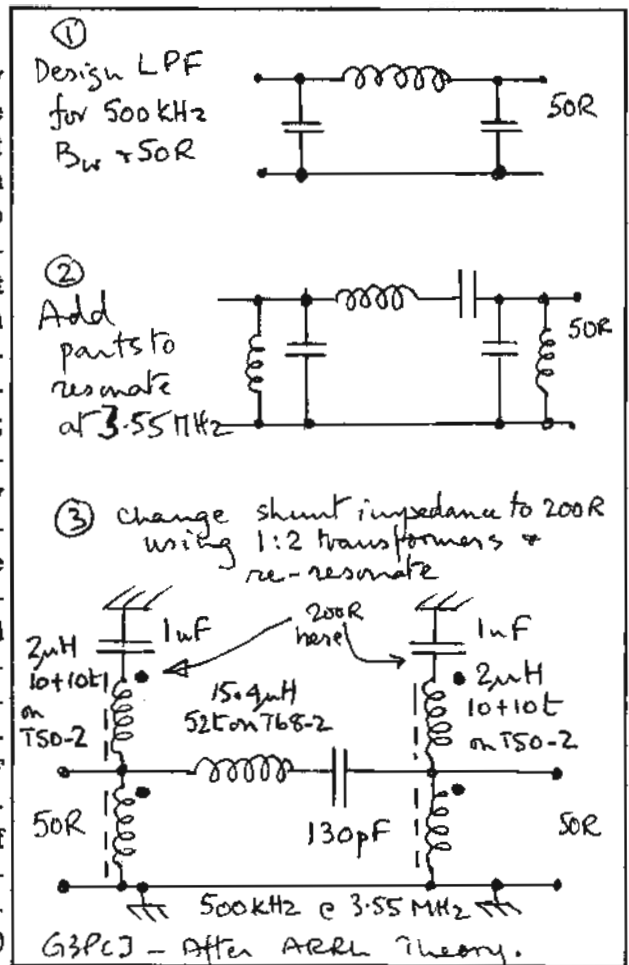 ①
Design LPF
for 500 kHz
Bw + 50R
50R
②
Add
parts to
resonate
at 3.55 MHz
50R
③ change shunt impedance to 200R
using 1:2 transformers +
re-resonate
1nF
200R
here
1nF
2μH
10+10t
on
T50-2
15.4μH
52t on T68-2
2μH
10+10t
on T50-2
50R
130pF
50R
500kHz @ 3.55 MHz
G3PCJ - After ARRL Theory.